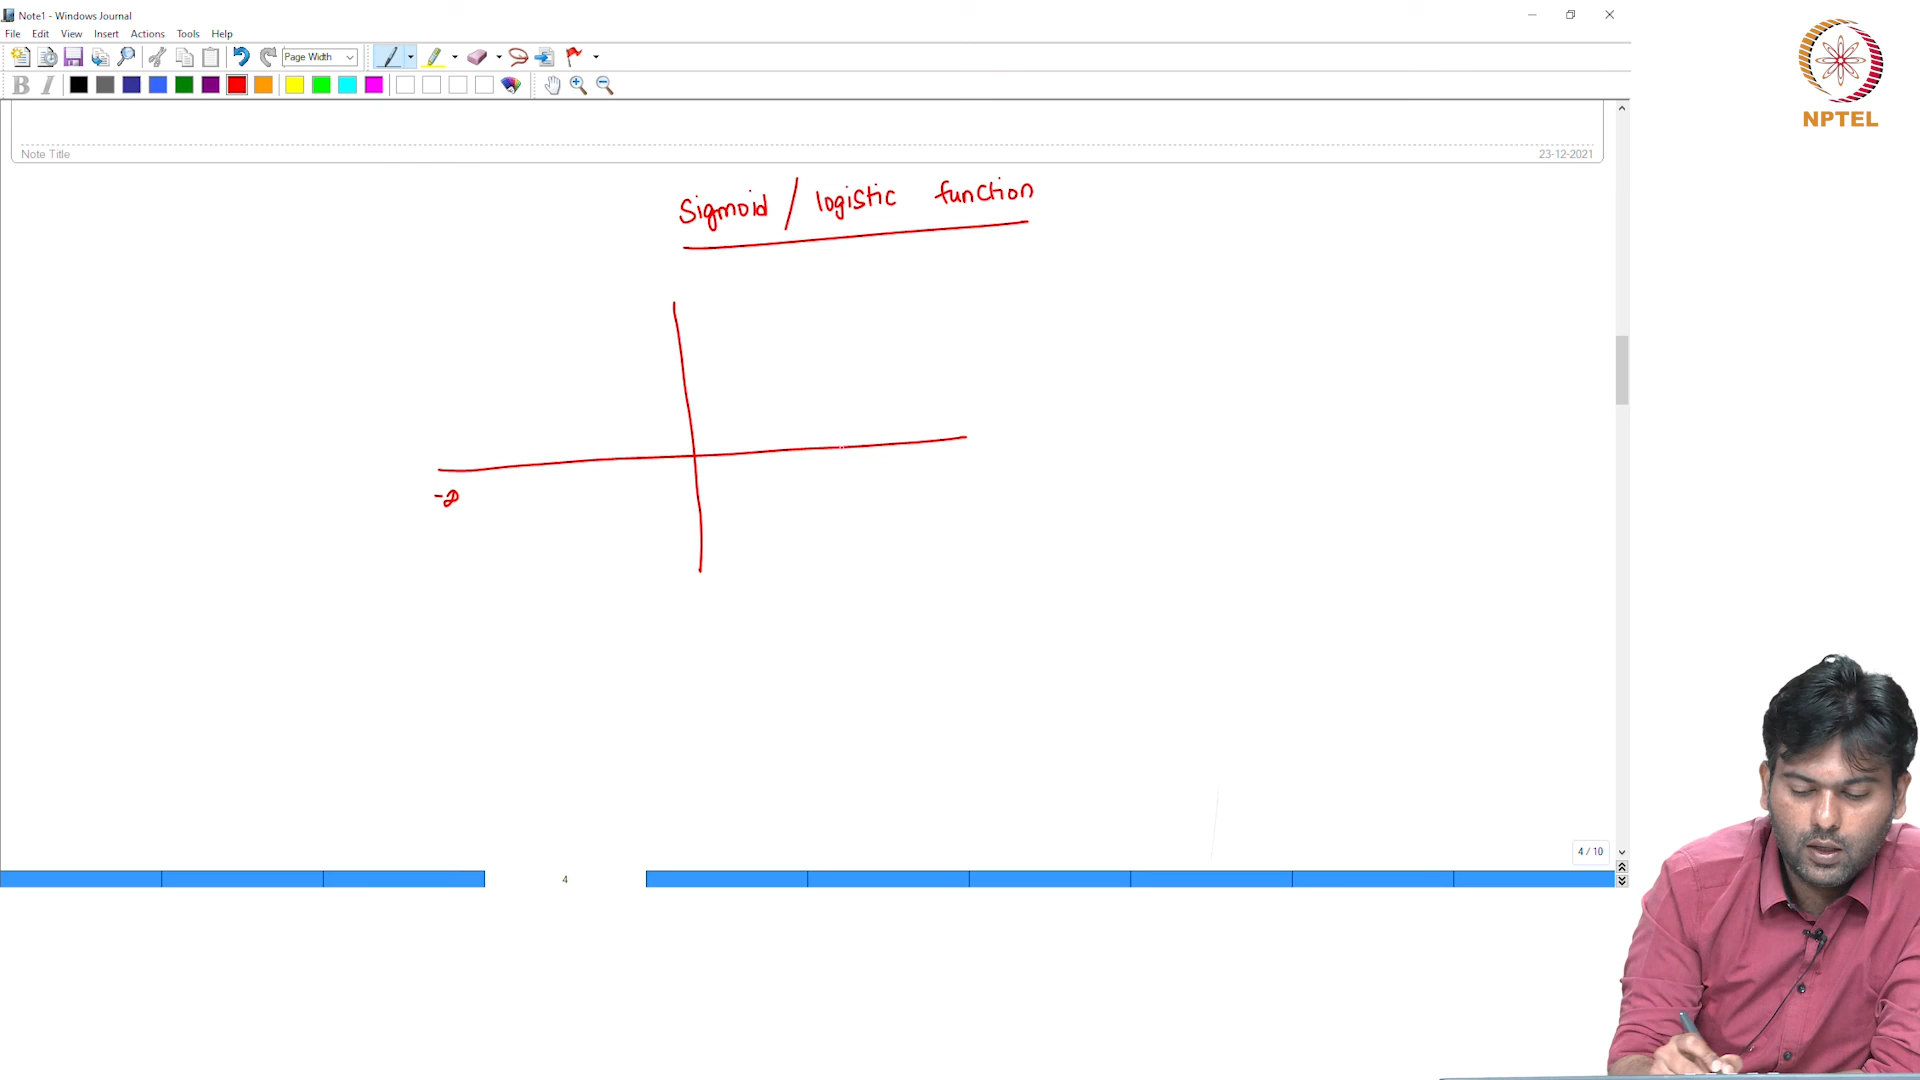 Note1 - Windows Journal
File Edit View Insert Actions Tools Help
Page Width
B I
NPTEL
Note Title
23-12-2021
Sigmoid / logistic function
-∞
4 / 10
4